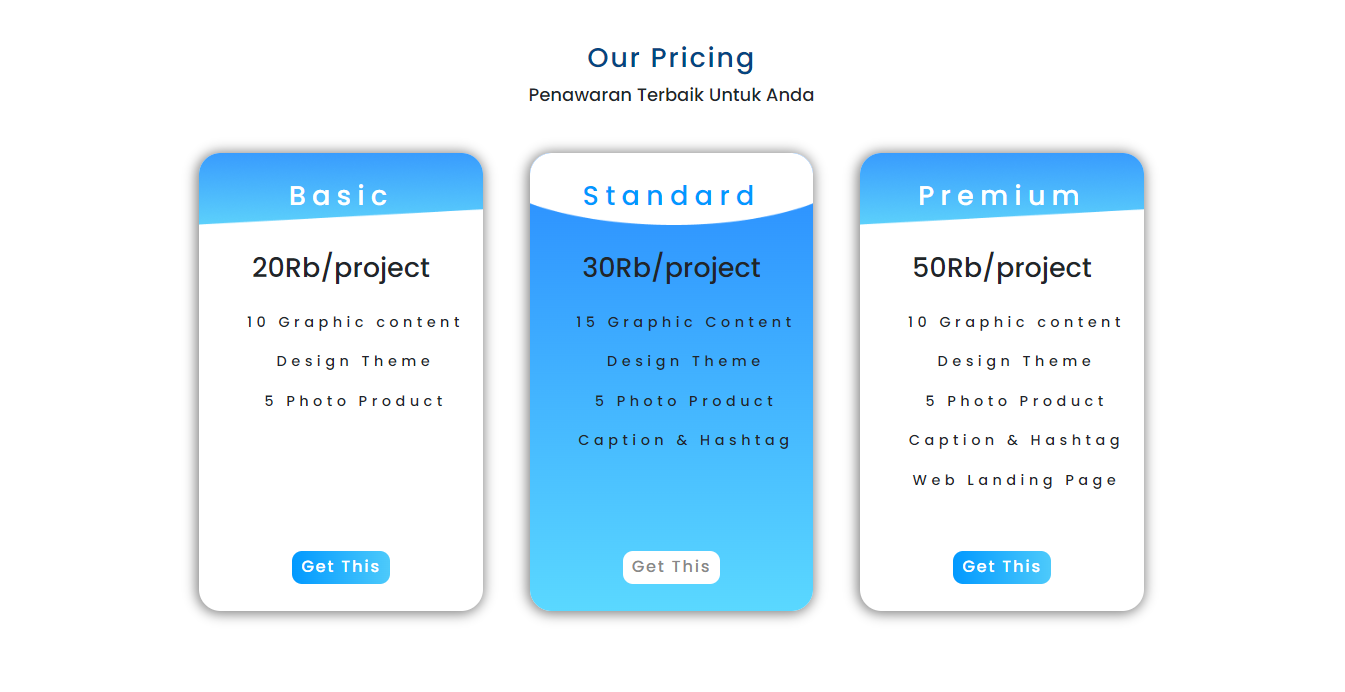 Our Pricing
Penawaran Terbaik Untuk Anda
Basic
20Rb/project
10 Graphic content
Design Theme
5 Photo Product
Get This
Standard
30Rb/project
15 Graphic Content
Design Theme
5 Photo Product
Caption & Hashtag
Get This
Premium
50Rb/project
10 Graphic content
Design Theme
5 Photo Product
Caption & Hashtag
Web Landing Page
Get This